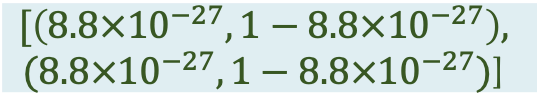 [(8.8×10⁻²⁷, 1 − 8.8×10⁻²⁷),
(8.8×10⁻²⁷, 1 − 8.8×10⁻²⁷)]